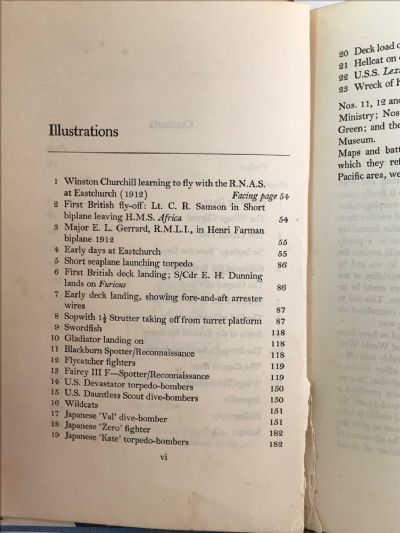 Illustrations
1 Winston Churchill learning to fly with the R.N.A.S.
at Eastchurch (1912) Facing page 54
2 First British fly-off: Lt. C. R. Samson in Short
biplane leaving H.M.S. Africa 54
3 Major E. L. Gerrard, R.M.L.I., in Henri Farman
biplane 1912 55
4 Early days at Eastchurch 55
5 Short seaplane launching torpedo 86
6 First British deck landing; S/Cdr E. H. Dunning
lands on Furious 86
7 Early deck landing, showing fore-and-aft arrester
wires 87
8 Sopwith 1½ Strutter taking off from turret platform 87
9 Swordfish 118
10 Gladiator landing on 118
11 Blackburn Spotter/Reconnaissance 118
12 Flycatcher fighters 119
13 Fairey III F—Spotter/Reconnaissance 119
14 U.S. Devastator torpedo-bombers 150
15 U.S. Dauntless Scout dive-bombers 150
16 Wildcats 151
17 Japanese 'Val' dive-bomber 151
18 Japanese 'Zero' fighter 182
19 Japanese 'Kate' torpedo-bombers 182
vi
20 Deck load
21 Hellcat on
22 U.S.S. Lex
23 Wreck of
Nos. 11, 12 and
Ministry; Nos.
Green; and the
Museum.
Maps and batt
which they ref
Pacific area, we